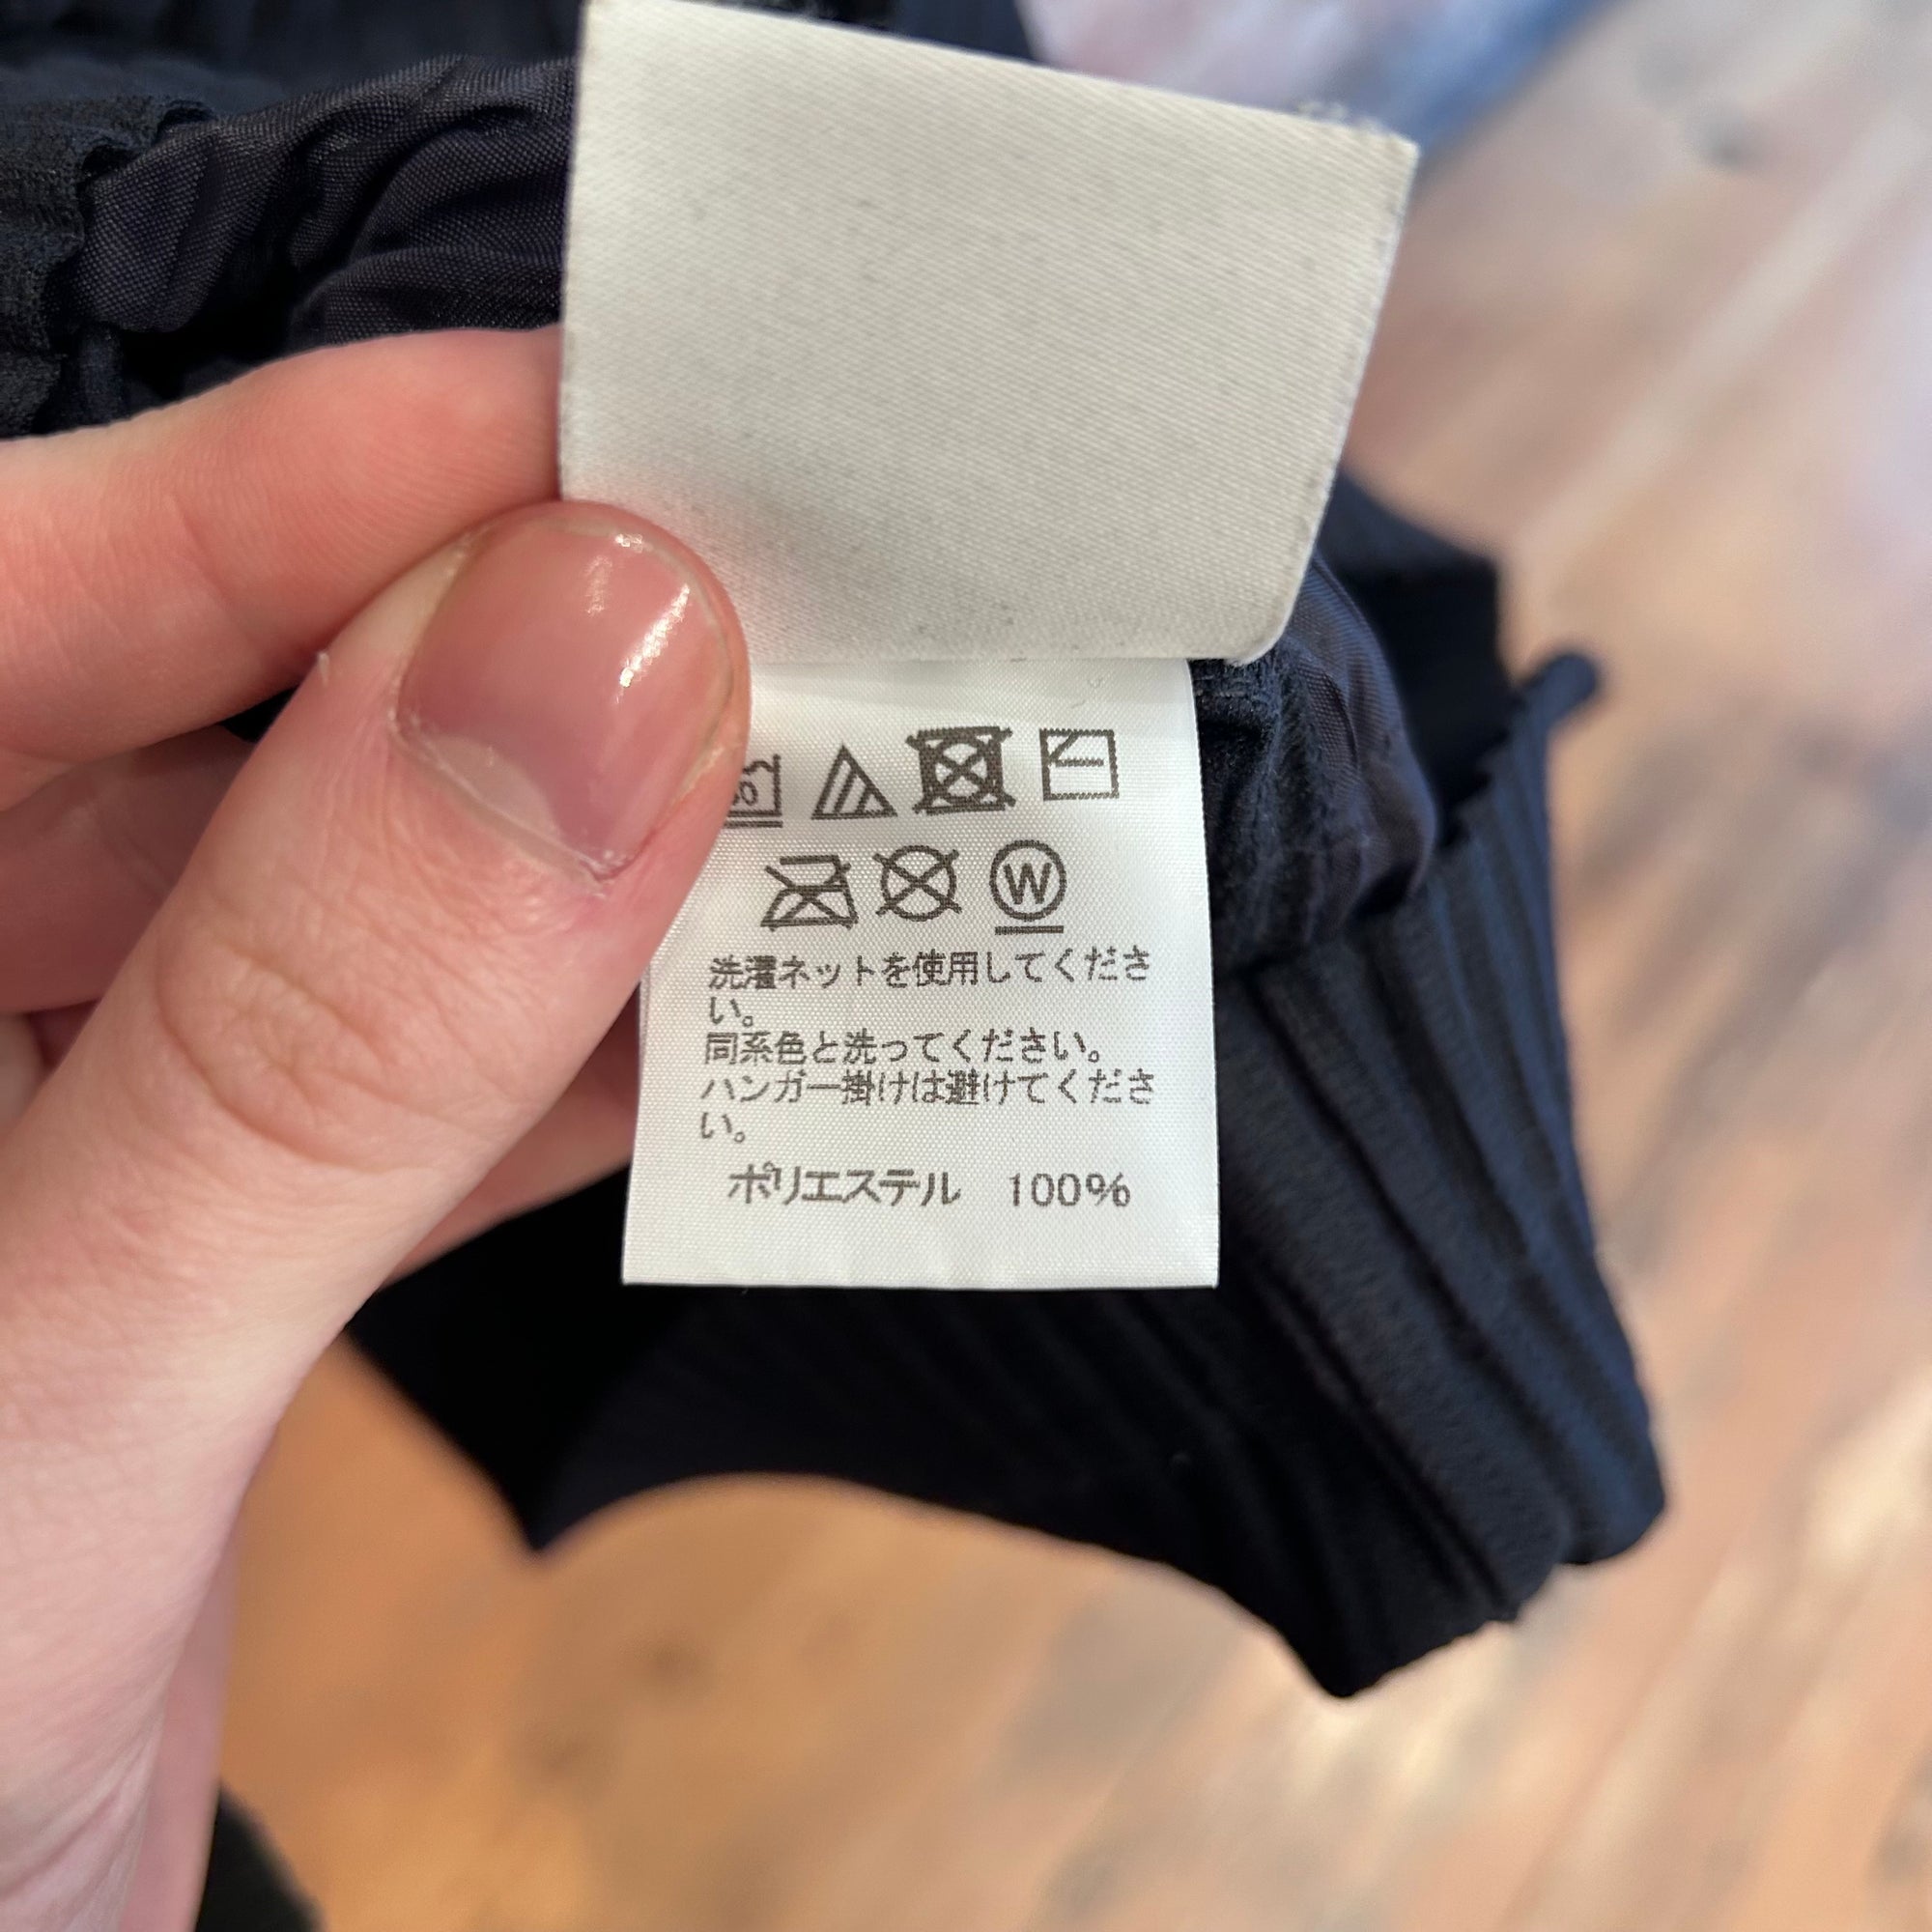 W
洗濯ネットを使用してくださ
い。
同系色と洗ってください。
ハンガー掛けは避けてくださ
い。
ポリエステル 100%